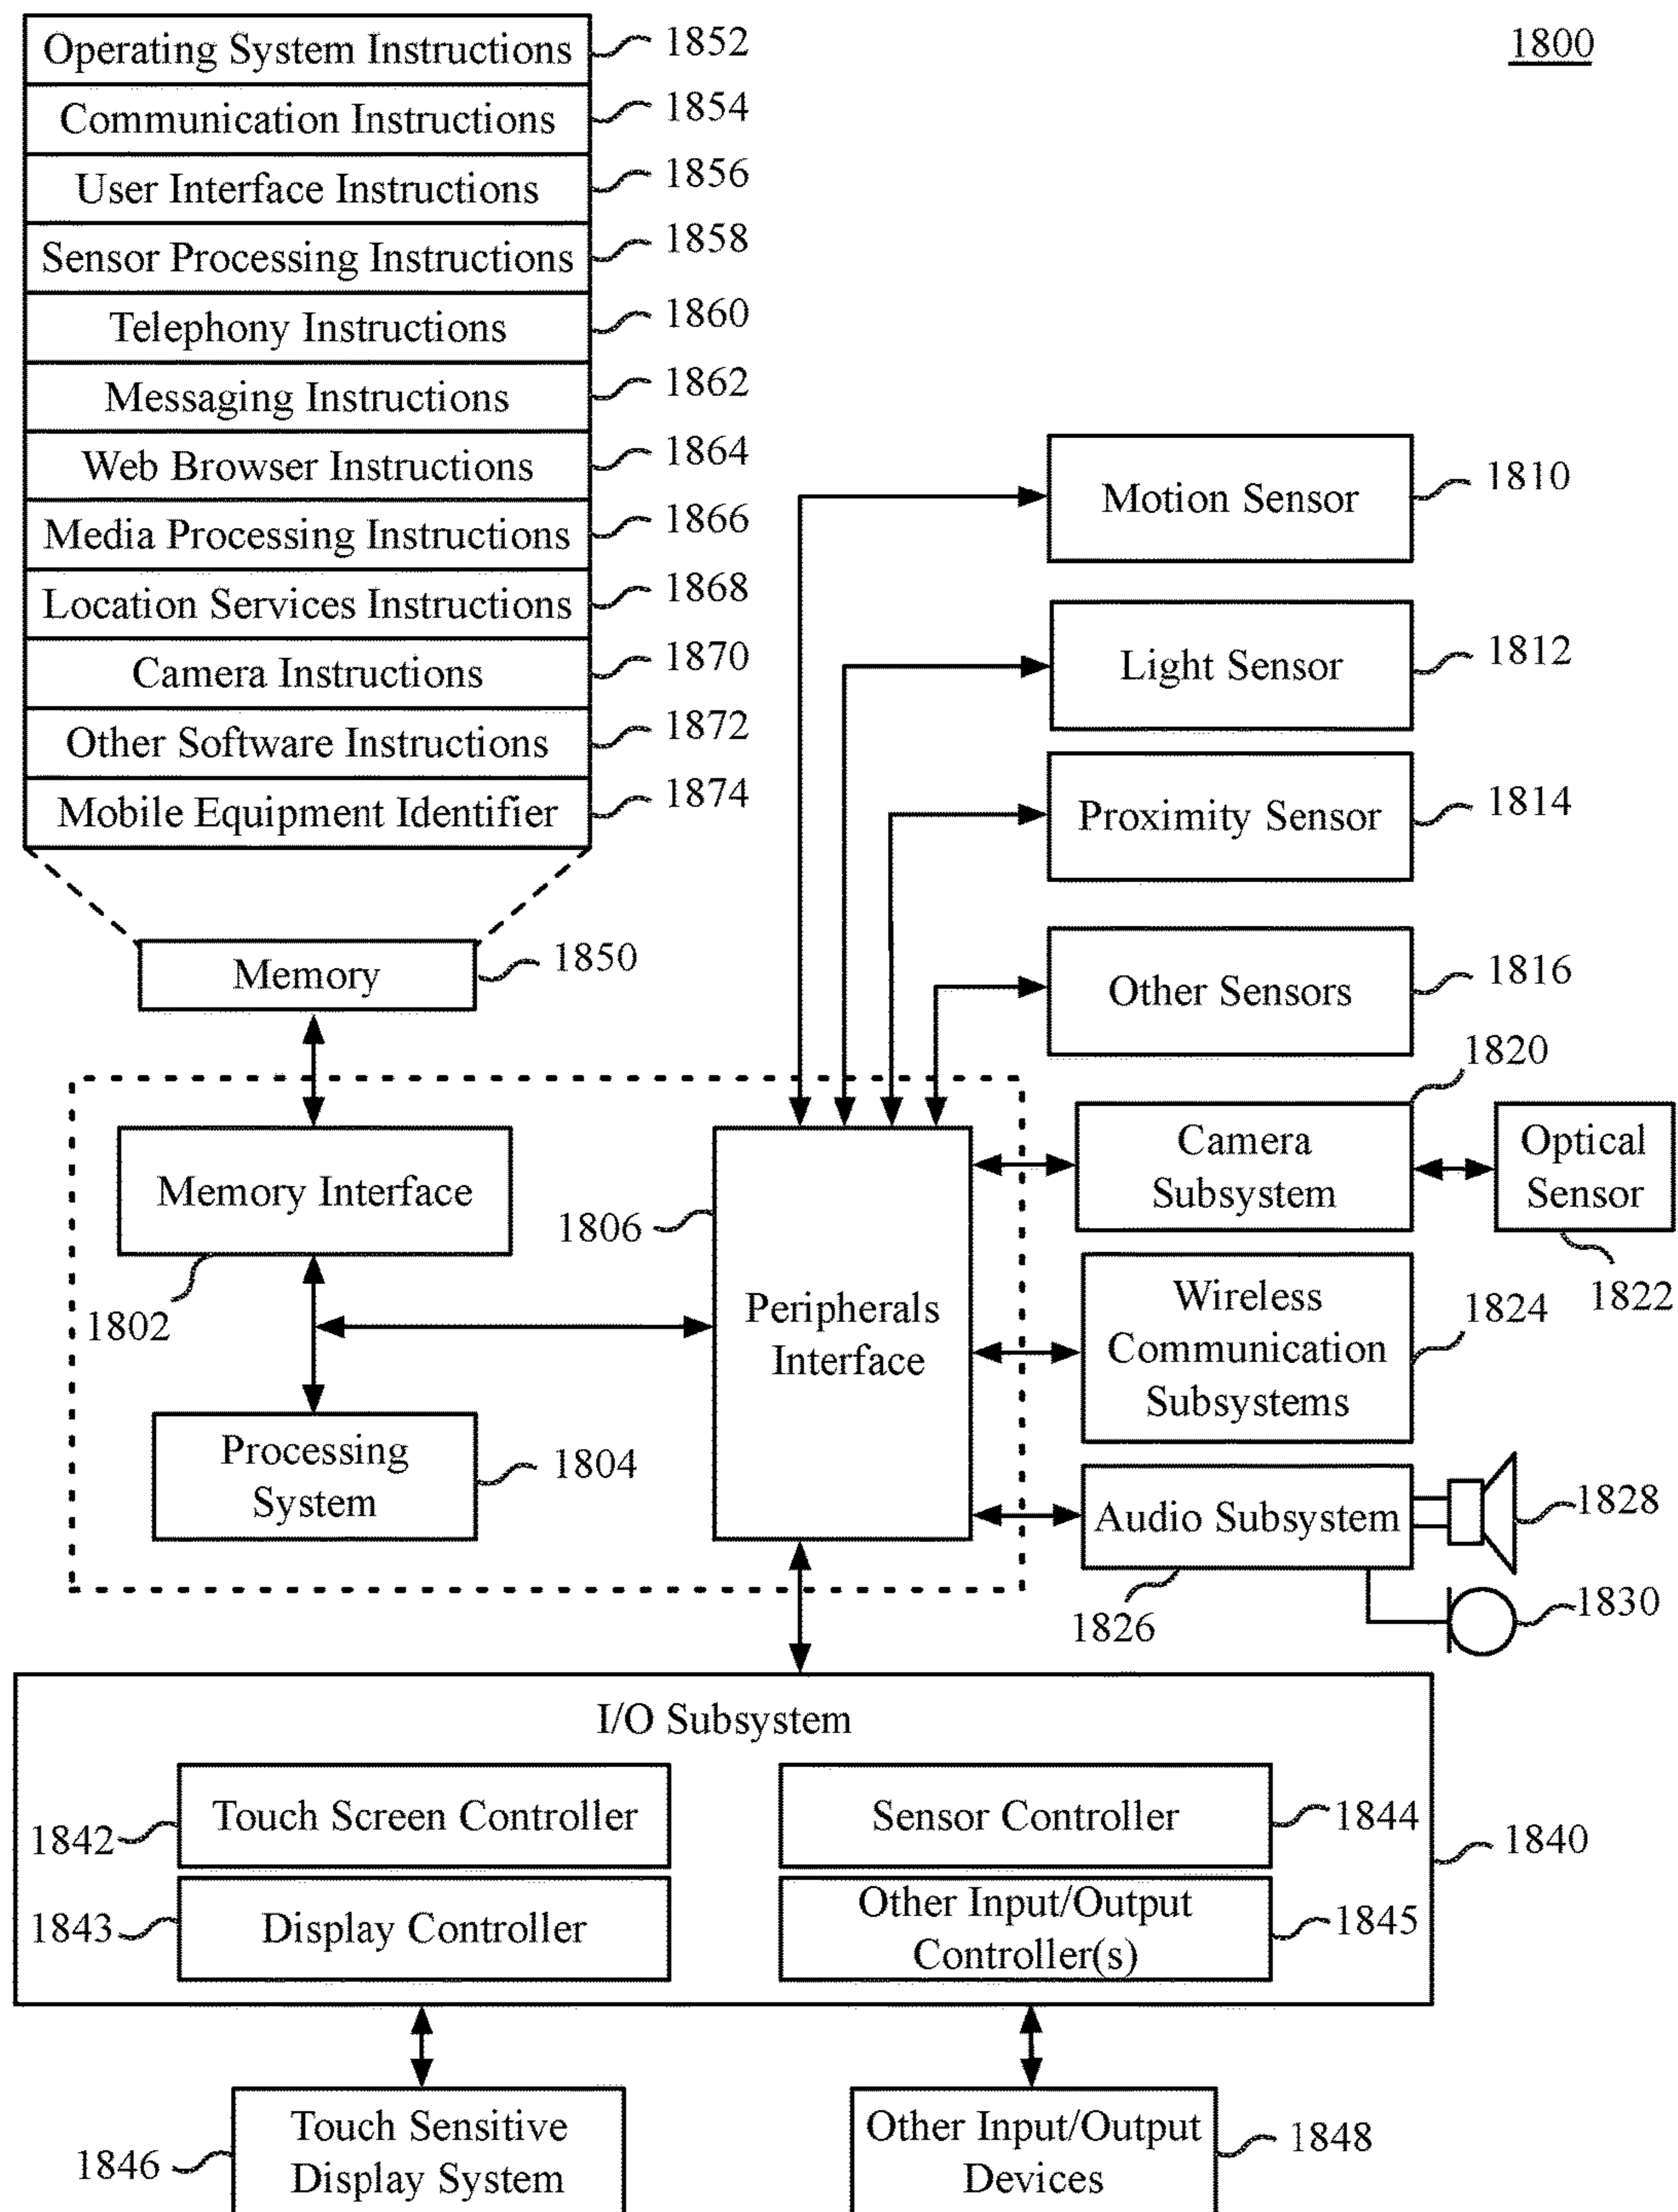 1800
Operating System Instructions 1852
Communication Instructions 1854
User Interface Instructions 1856
Sensor Processing Instructions 1858
Telephony Instructions 1860
Messaging Instructions 1862
Web Browser Instructions 1864
Media Processing Instructions 1866
Location Services Instructions 1868
Camera Instructions 1870
Other Software Instructions 1872
Mobile Equipment Identifier 1874
Memory 1850
Motion Sensor 1810
Light Sensor 1812
Proximity Sensor 1814
Other Sensors 1816
Memory Interface
1802
Processing
System
1804
1806
Peripherals
Interface
1820
Camera
Subsystem
Optical
Sensor
1822
Wireless
Communication
Subsystems
1824
Audio Subsystem
1826
1828
1830
I/O Subsystem
1840
1842 Touch Screen Controller
Sensor Controller 1844
1843 Display Controller
Other Input/Output
Controller(s)
1845
Touch Sensitive
Display System
1846
Other Input/Output
Devices
1848